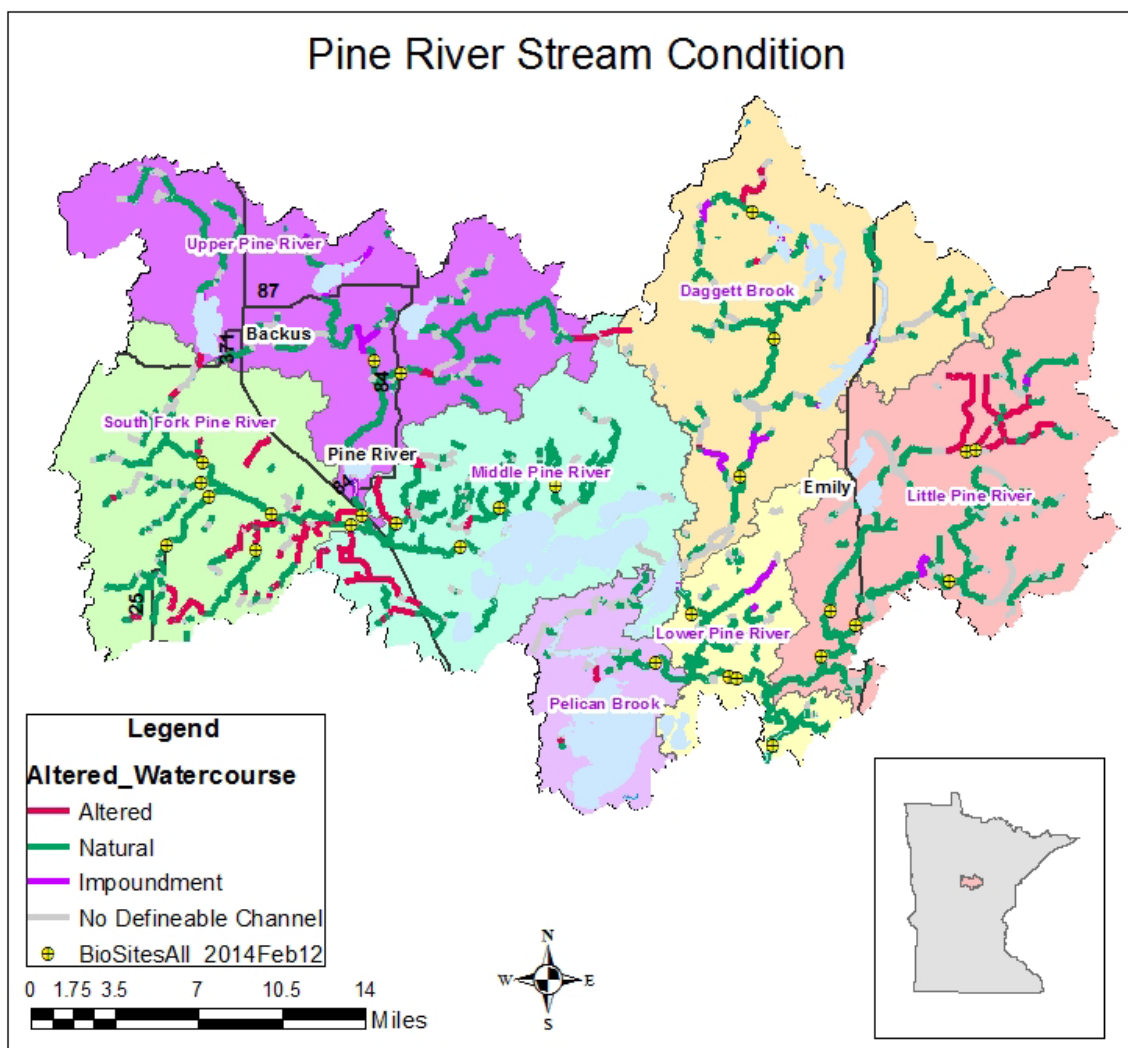 Pine River Stream Condition
Upper Pine River
87
Backus
371
84
Daggett Brook
South Fork Pine River
Pine River
84
Middle Pine River
Emily
Little Pine River
25
Lower Pine River
Pelican Brook
Legend
Altered_Watercourse
Altered
Natural
Impoundment
No Defineable Channel
BioSitesAll_2014Feb12
0 1.75 3.5 7 10.5 14
Miles
N
W E
S